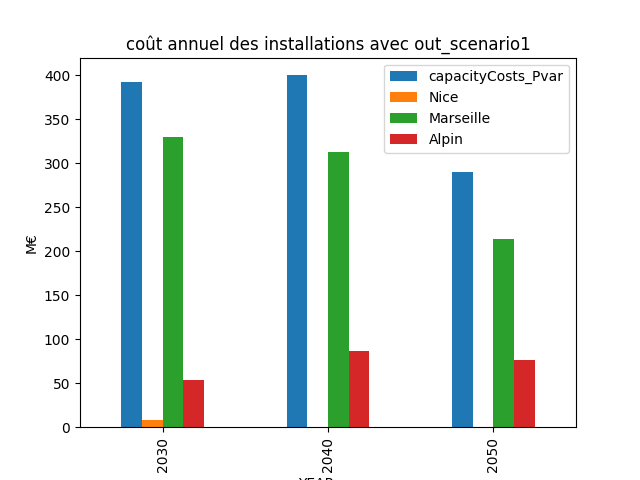 coût annuel des installations avec out_scenario1
capacityCosts_Pvar
Nice
Marseille
Alpin
M€
400
350
300
250
200
150
100
50
0
2030
2040
2050
YEAR